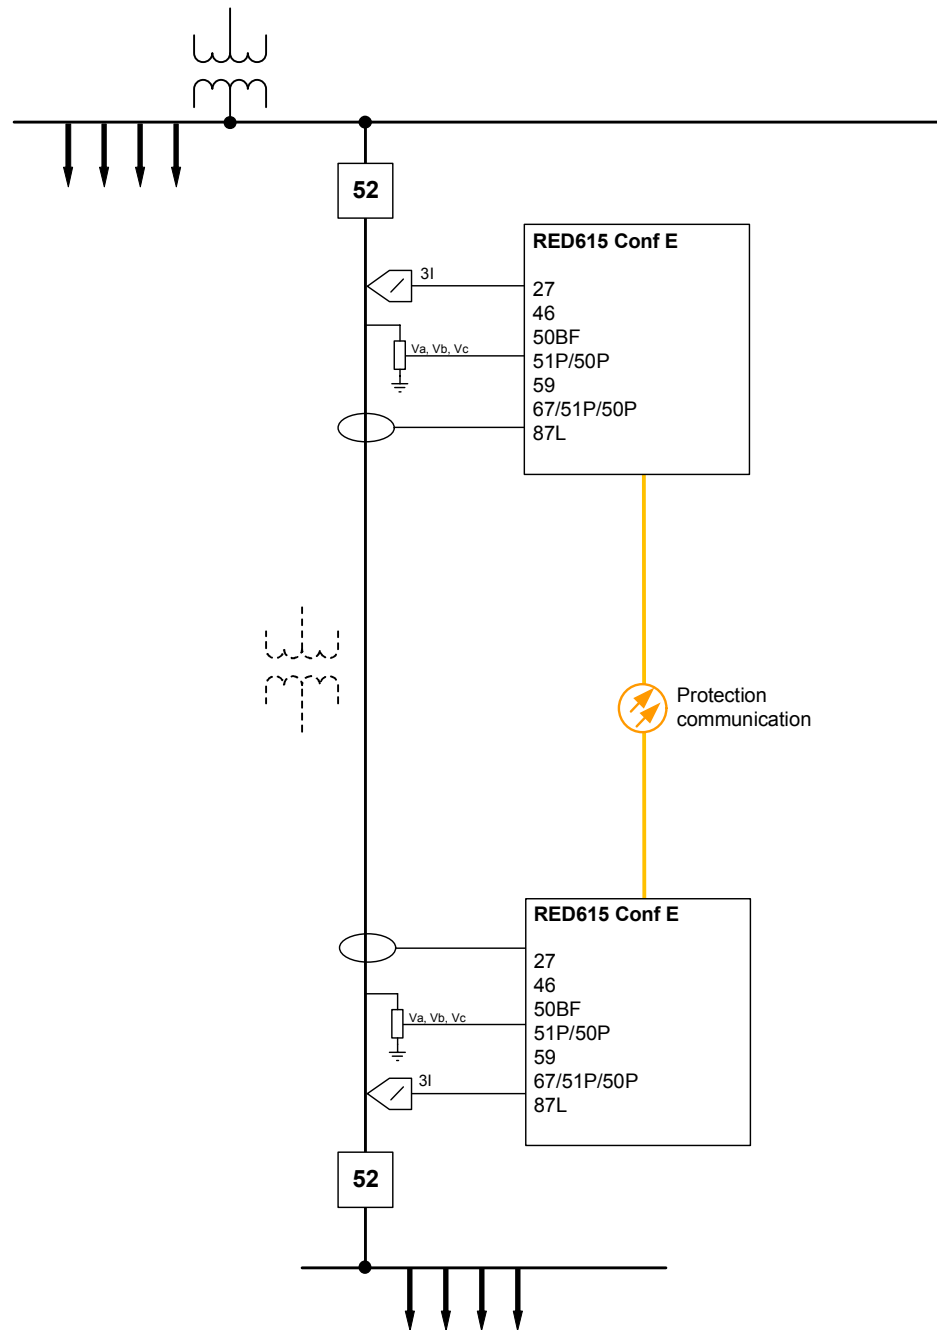 52
RED615 Conf E
3I
27
46
50BF
Va, Vb, Vc
51P/50P
59
67/51P/50P
87L
Protection
communication
RED615 Conf E
27
46
50BF
Va, Vb, Vc
51P/50P
59
3I
67/51P/50P
87L
52